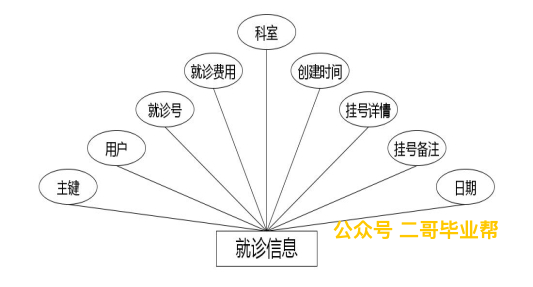 科室
就诊费用
创建时间
就诊号
挂号详情
用户
挂号备注
主键
日期
公众号 二哥毕业帮
就诊信息